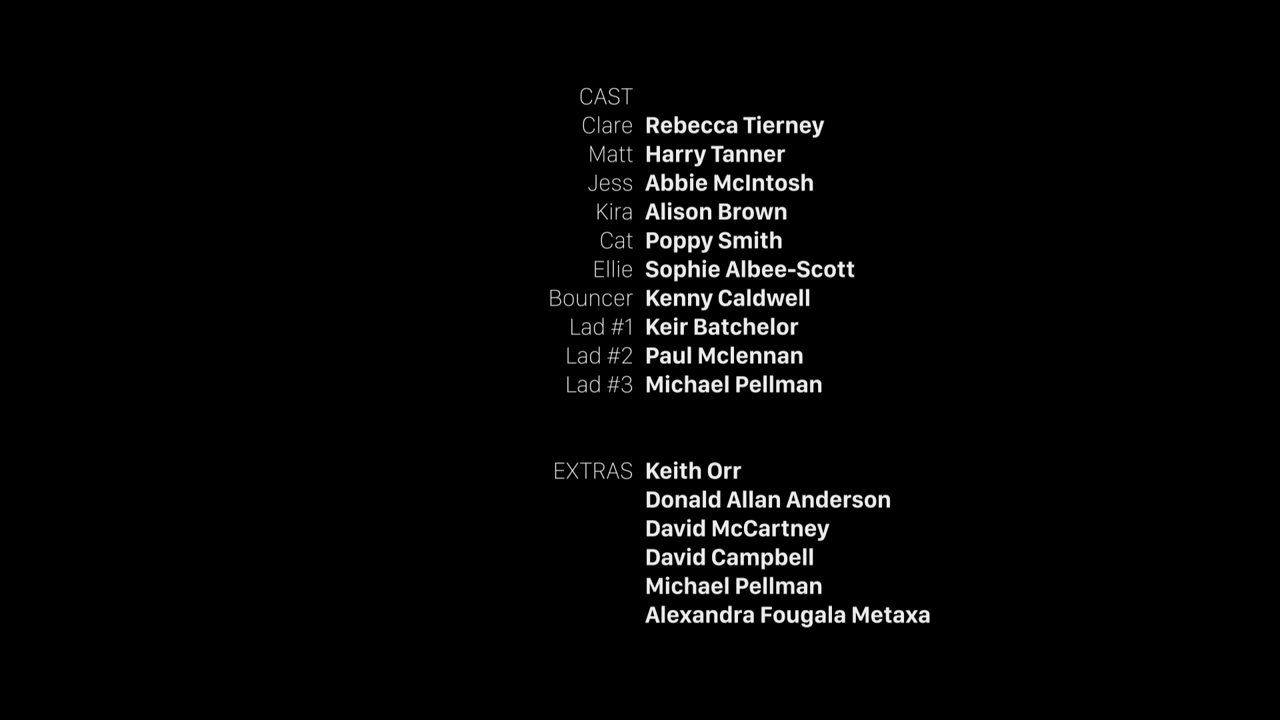 CAST
Clare Rebecca Tierney
Matt Harry Tanner
Jess Abbie McIntosh
Kira Alison Brown
Cat Poppy Smith
Ellie Sophie Albee-Scott
Bouncer Kenny Caldwell
Lad #1 Keir Batchelor
Lad #2 Paul Mclennan
Lad #3 Michael Pellman
EXTRAS Keith Orr
Donald Allan Anderson
David McCartney
David Campbell
Michael Pellman
Alexandra Fougala Metaxa